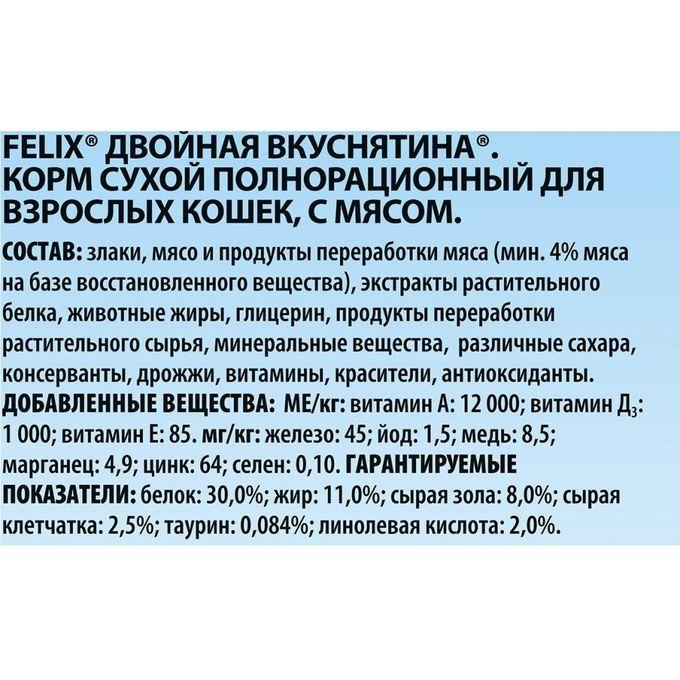 FELIX® ДВОЙНАЯ ВКУСНЯТИНА®.
КОРМ СУХОЙ ПОЛНОРАЦИОННЫЙ ДЛЯ
ВЗРОСЛЫХ КОШЕК, С МЯСОМ.
СОСТАВ: злаки, мясо и продукты переработки мяса (мин. 4% мяса
на базе восстановленного вещества), экстракты растительного
белка, животные жиры, глицерин, продукты переработки
растительного сырья, минеральные вещества, различные сахара,
консерванты, дрожжи, витамины, красители, антиоксиданты.
ДОБАВЛЕННЫЕ ВЕЩЕСТВА: МЕ/кг: витамин А: 12 000; витамин Д₃:
1 000; витамин Е: 85. мг/кг: железо: 45; йод: 1,5; медь: 8,5;
марганец: 4,9; цинк: 64; селен: 0,10. ГАРАНТИРУЕМЫЕ
ПОКАЗАТЕЛИ: белок: 30,0%; жир: 11,0%; сырая зола: 8,0%; сырая
клетчатка: 2,5%; таурин: 0,084%; линолевая кислота: 2,0%.